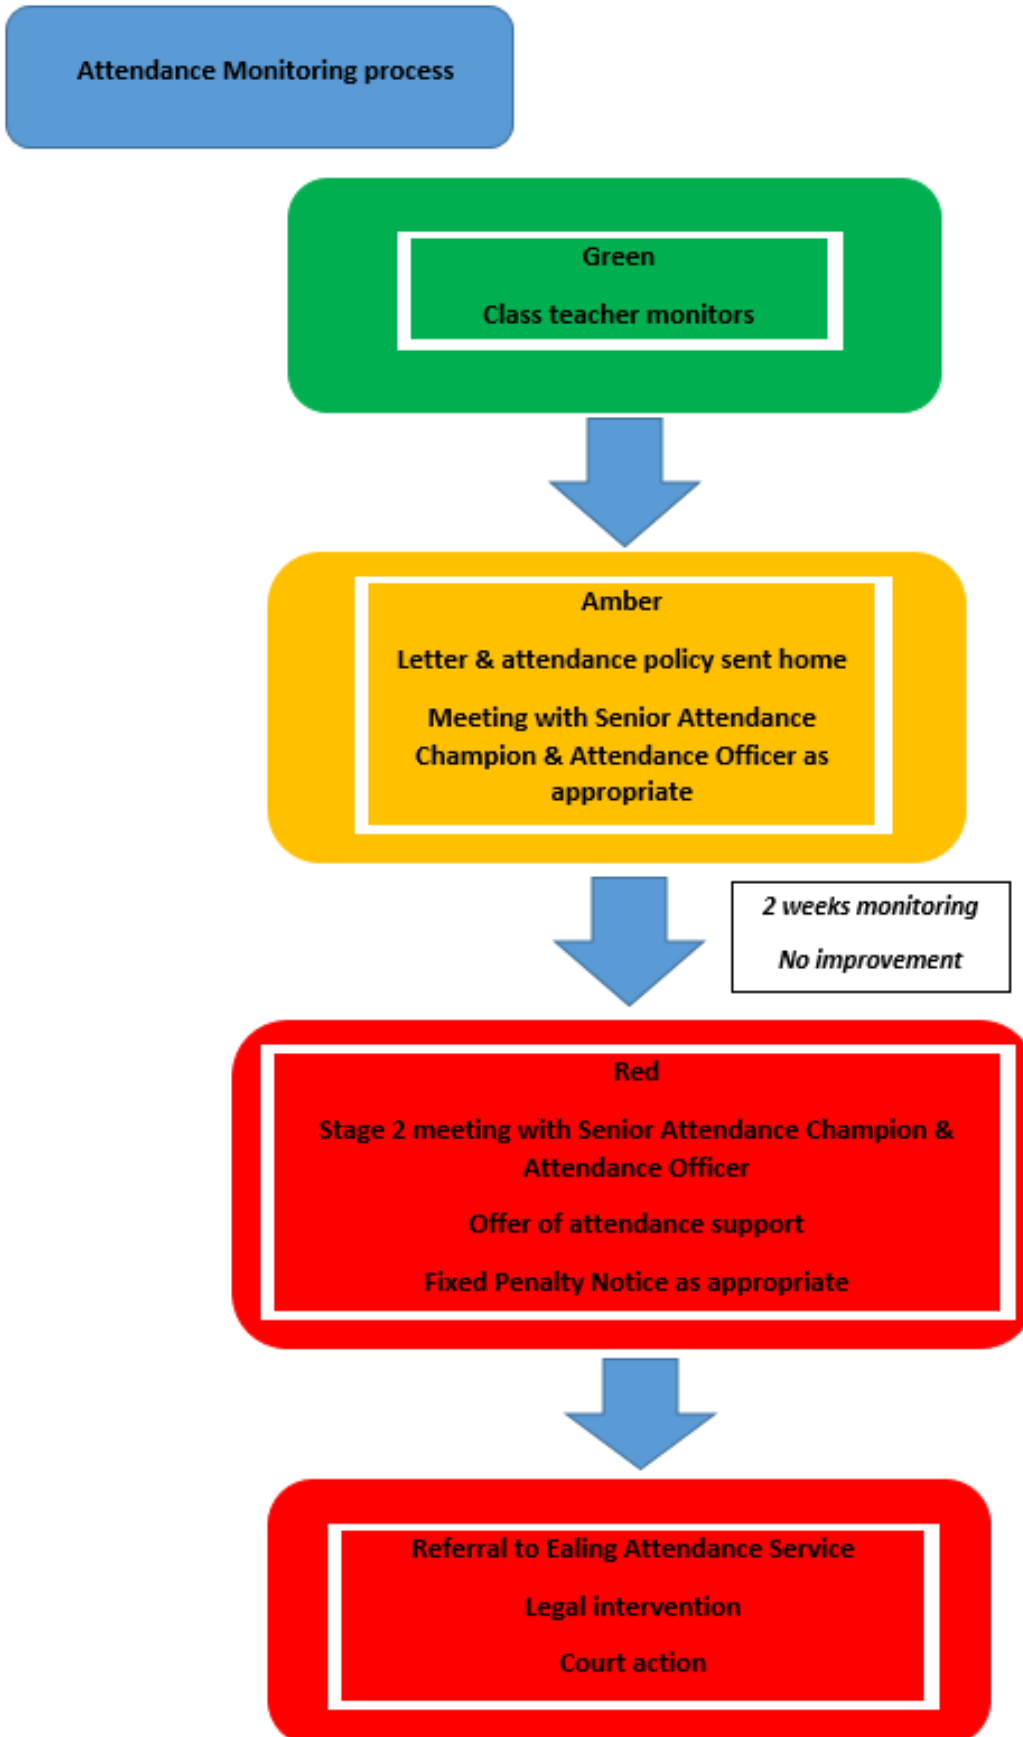 Attendance Monitoring process
Green
Class teacher monitors
Amber
Letter & attendance policy sent home
Meeting with Senior Attendance
Champion & Attendance Officer as
appropriate
2 weeks monitoring
No improvement
Red
Stage 2 meeting with Senior Attendance Champion &
Attendance Officer
Offer of attendance support
Fixed Penalty Notice as appropriate
Referral to Ealing Attendance Service
Legal intervention
Court action